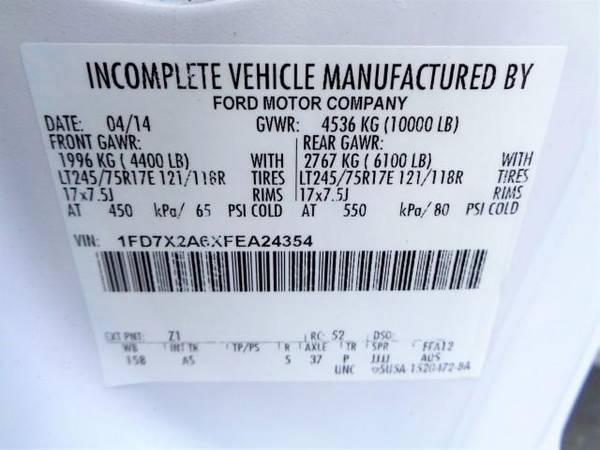 INCOMPLETE VEHICLE MANUFACTURED BY
FORD MOTOR COMPANY
DATE: 04/14 GVWR: 4536 KG (10000 LB)
FRONT GAWR: REAR GAWR:
1996 KG ( 4400 LB) WITH 2767 KG ( 6100 LB) WITH
LT245/75R17E 121/118R TIRES LT245/75R17E 121/118R TIRES
17x7.5J RIMS 17x7.5J RIMS
AT 450 kPa/ 65 PSI COLD AT 550 kPa/ 80 PSI COLD
VIN: 1FD7X2A6XFEA24354
EXT PNT: Z1 RC: 52 DSO:
WB INT TR TP/PS R AXLE TR SPR FFA12
158 AS 5 37 P JJJJ
UNC